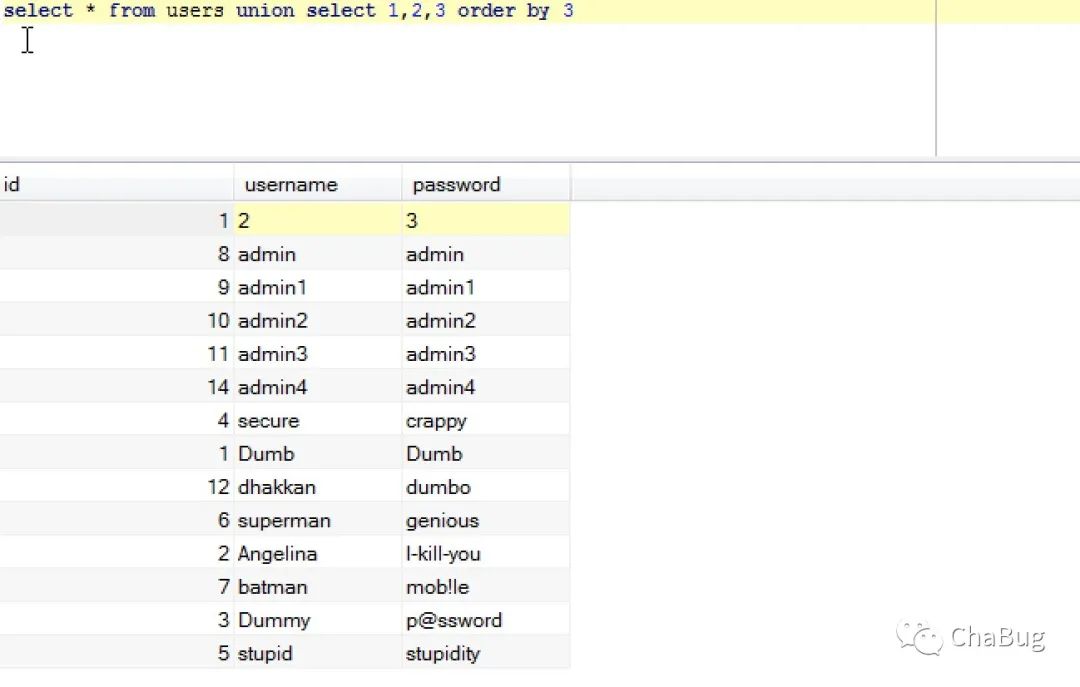 select * from users union select 1,2,3 order by 3
id username password
1 2 3
8 admin admin
9 admin1 admin1
10 admin2 admin2
11 admin3 admin3
14 admin4 admin4
4 secure crappy
1 Dumb Dumb
12 dhakkan dumbo
6 superman genious
2 Angelina I-kill-you
7 batman mob!le
3 Dummy p@ssword
5 stupid stupidity
ChaBug